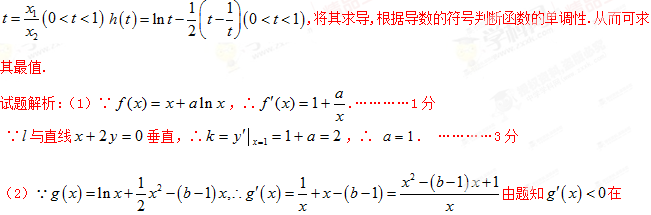 t = x₁/x₂ (0 < t < 1) h(t) = ln t − 1/2 (t − 1/t) (0 < t < 1), 将其求导, 根据导数的符号判断函数的单调性. 从而可求
其最值.
试题解析: (1) ∵ f(x) = x + a ln x, ∴ f′(x) = 1 + a/x. …………1分
∵ l 与直线 x + 2y = 0 垂直, ∴ k = y′|ₓ₌₁ = 1 + a = 2, ∴ a = 1. …………3分
(2) ∵ g(x) = ln x + 1/2 x² − (b − 1)x, ∴ g′(x) = 1/x + x − (b − 1) = (x² − (b − 1)x + 1)/x 由题知 g′(x) < 0 在